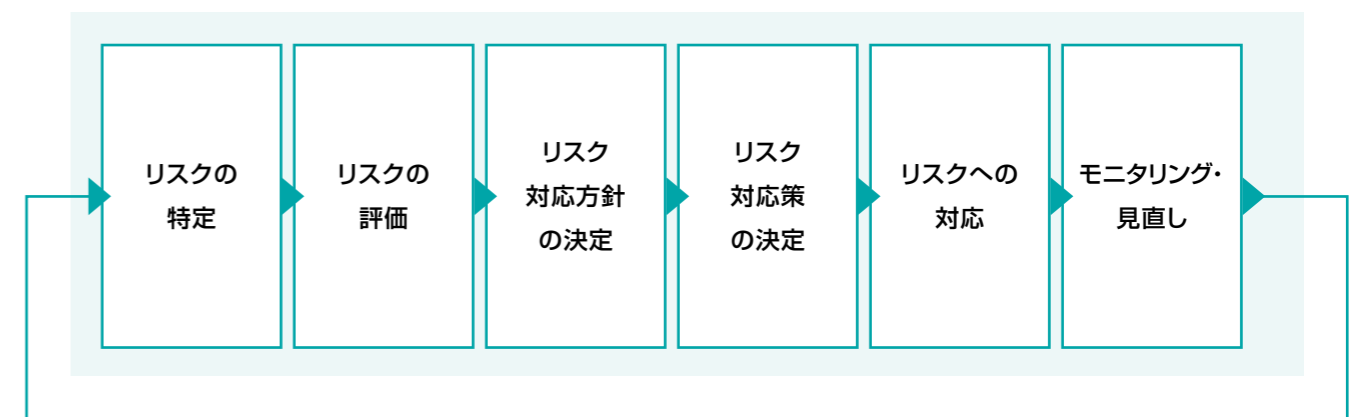 リスクの
特定
リスクの
評価
リスク
対応方針
の決定
リスク
対応策
の決定
リスクへの
対応
モニタリング・
見直し